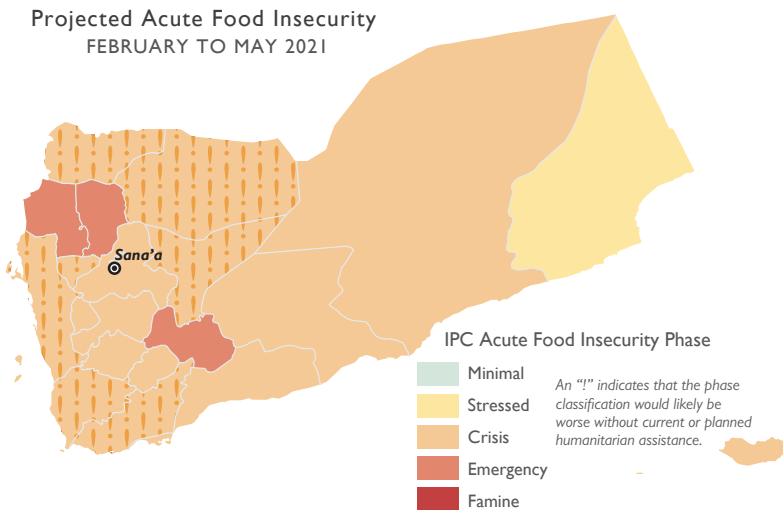 Projected Acute Food Insecurity
FEBRUARY TO MAY 2021
Sana’a
IPC Acute Food Insecurity Phase
Minimal
Stressed
Crisis
Emergency
Famine
An “!” indicates that the phase
classification would likely be
worse without current or planned
humanitarian assistance.